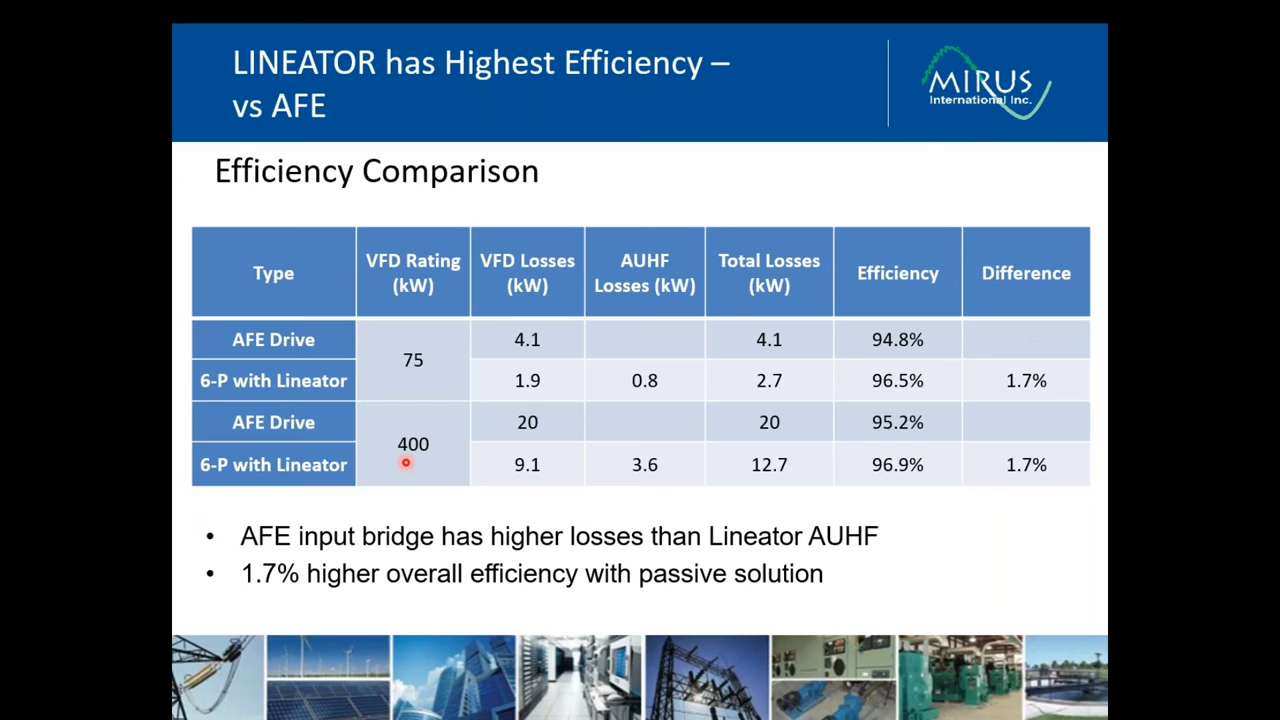 LINEATOR has Highest Efficiency –
vs AFE
MIRUS
International Inc.
Efficiency Comparison
Type VFD Rating (kW) VFD Losses (kW) AUHF Losses (kW) Total Losses (kW) Efficiency Difference
AFE Drive 75 4.1 4.1 94.8%
6-P with Lineator 1.9 0.8 2.7 96.5% 1.7%
AFE Drive 400 20 20 95.2%
6-P with Lineator 9.1 3.6 12.7 96.9% 1.7%
• AFE input bridge has higher losses than Lineator AUHF
• 1.7% higher overall efficiency with passive solution